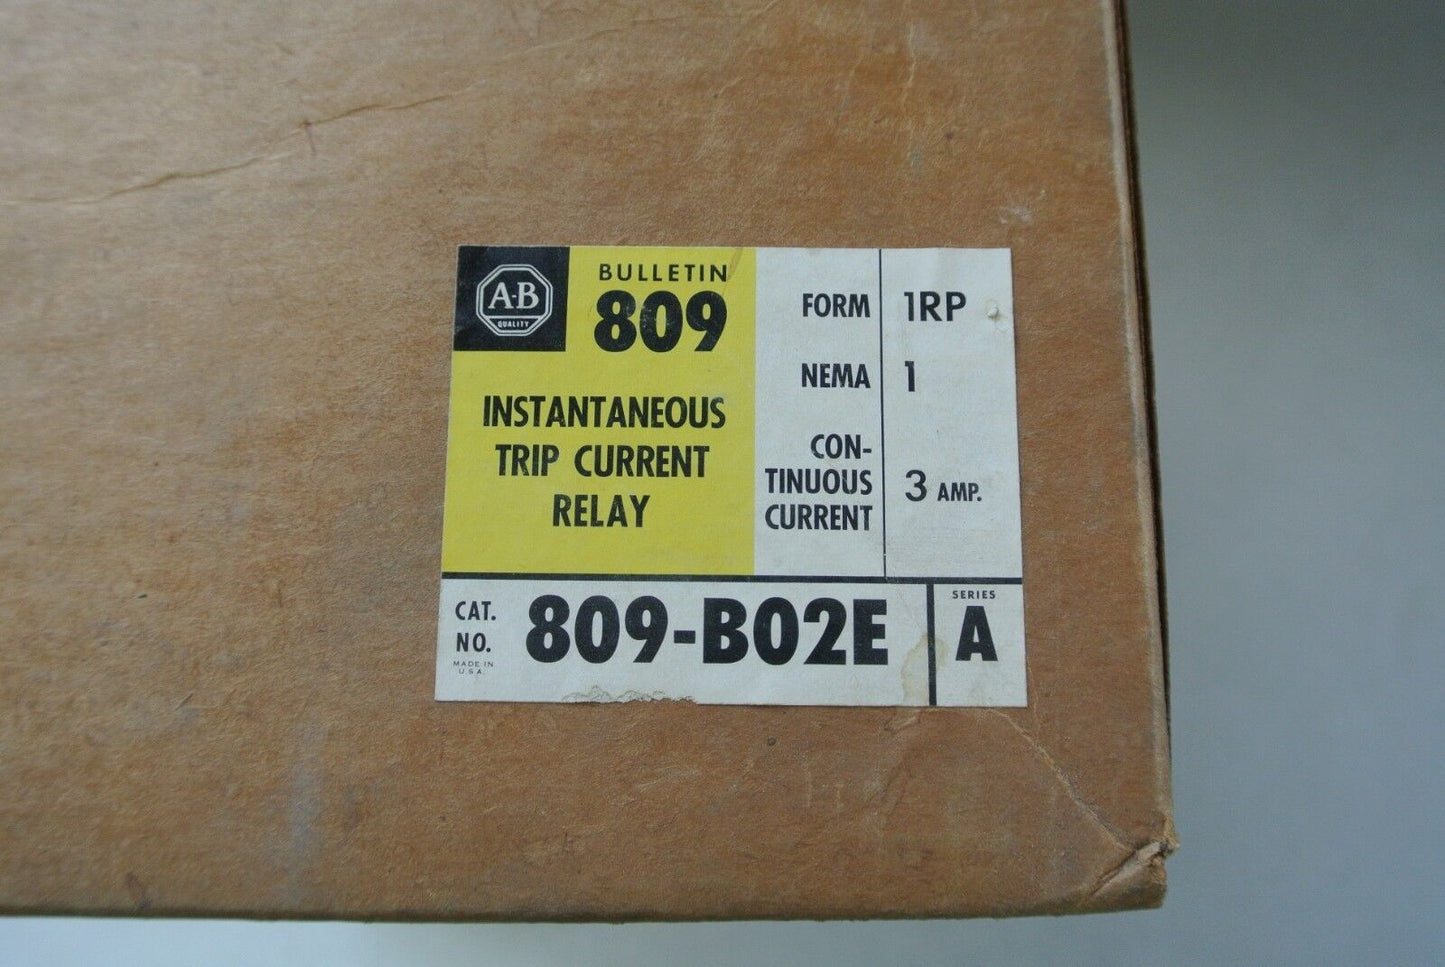 A-B
QUALITY
BULLETIN
809
INSTANTANEOUS
TRIP CURRENT
RELAY
FORM 1RP
NEMA 1
CON-
TINUOUS
CURRENT
3 AMP.
CAT.
NO.
MADE IN
U.S.A.
809-B02E
SERIES
A